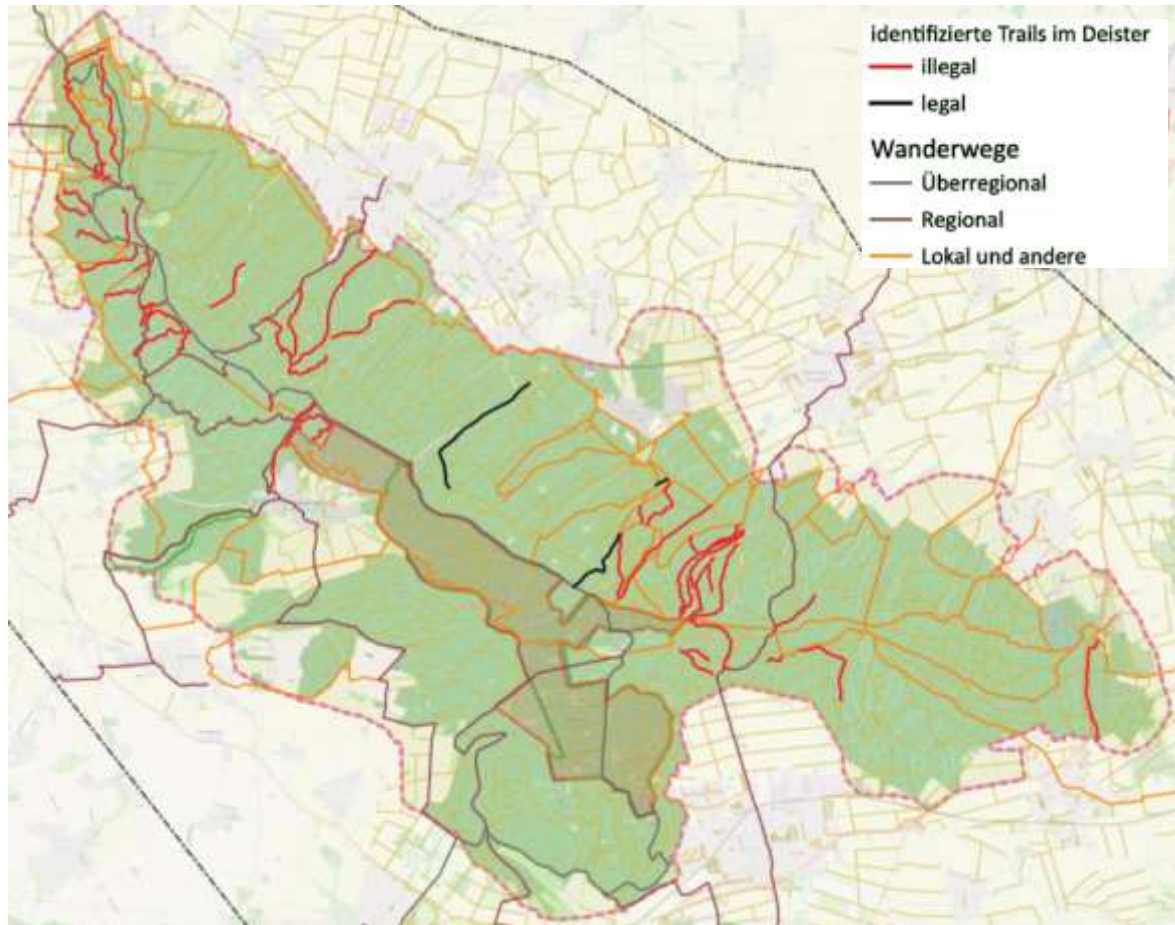 identifizierte Trails im Deister
illegal
legal
Wanderwege
Überregional
Regional
Lokal und andere